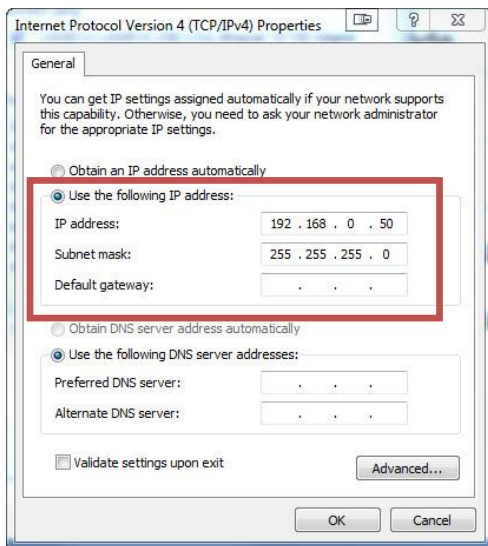 Internet Protocol Version 4 (TCP/IPv4) Properties
General
You can get IP settings assigned automatically if your network supports
this capability. Otherwise, you need to ask your network administrator
for the appropriate IP settings.
Obtain an IP address automatically
Use the following IP address:
IP address: 192 . 168 . 0 . 50
Subnet mask: 255 . 255 . 255 . 0
Default gateway: . . .
Obtain DNS server address automatically
Use the following DNS server addresses:
Preferred DNS server: . . .
Alternate DNS server: . . .
Validate settings upon exit
Advanced...
OK Cancel